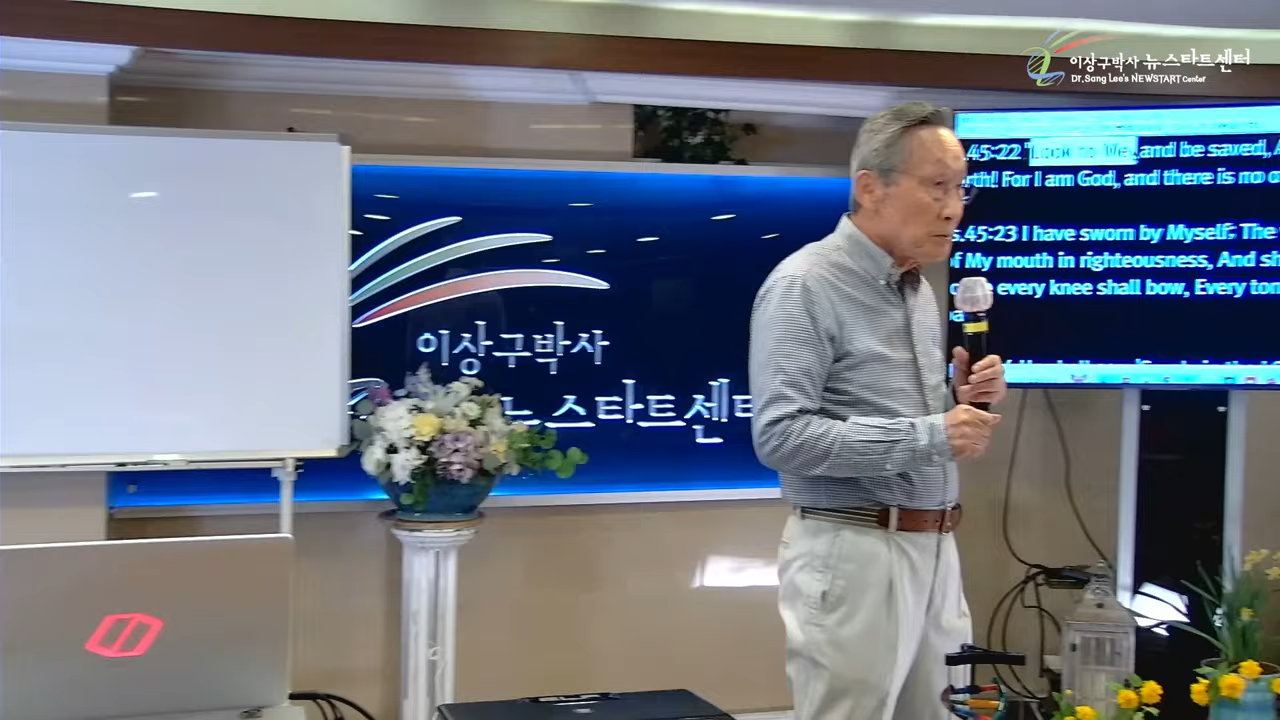 이상구박사 뉴스타트센터
Dr. Sang Lee's NEWSTART Center
.45:22 "Look to Me, and be saved,
rth! For I am God, and there is no
s.45:23 I have sworn by Myself; The
of My mouth in righteousness, And
every knee shall bow, Every
이상구박사
뉴스타트센터